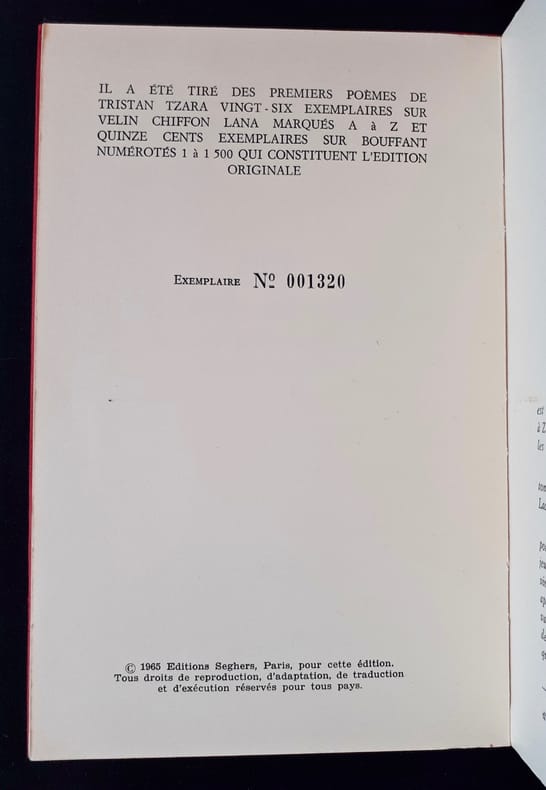 IL A ÉTÉ TIRÉ DES PREMIERS POÈMES DE
TRISTAN TZARA VINGT-SIX EXEMPLAIRES SUR
VELIN CHIFFON LANA MARQUÉS A à Z ET
QUINZE CENTS EXEMPLAIRES SUR BOUFFANT
NUMÉROTÉS 1 à 1 500 QUI CONSTITUENT L'EDITION
ORIGINALE
EXEMPLAIRE Nº 001320
© 1965 Editions Seghers, Paris, pour cette édition.
Tous droits de reproduction, d'adaptation, de traduction
et d'exécution réservés pour tous pays.
est
à Z
les